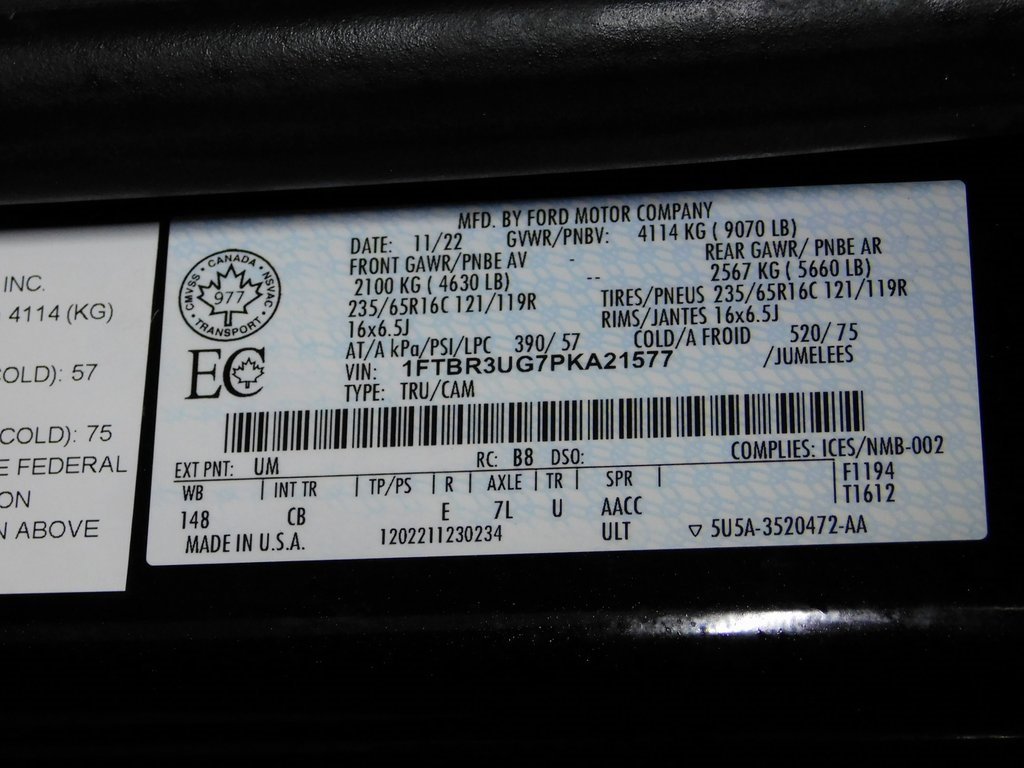 INC.
4114 (KG)
COLD): 57
COLD): 75
E FEDERAL
ON
N ABOVE
MFD. BY FORD MOTOR COMPANY
DATE: 11/22 GVWR/PNBV: 4114 KG ( 9070 LB)
FRONT GAWR/PNBE AV - REAR GAWR/ PNBE AR
2100 KG ( 4630 LB) -- 2567 KG ( 5660 LB)
235/65R16C 121/119R TIRES/PNEUS 235/65R16C 121/119R
16x6.5J RIMS/JANTES 16x6.5J
AT/A kPa/PSI/LPC 390/ 57 COLD/A FROID 520/ 75
VIN: 1FTBR3UG7PKA21577 /JUMELEES
TYPE: TRU/CAM
CANADA
CMVSS · NSVAC
977
TRANSPORT
EC
EXT PNT: UM RC: B8 DSO: COMPLIES: ICES/NMB-002
WB | INT TR | TP/PS | R | AXLE | TR | SPR | F1194
T1612
148 CB E 7L U AACC
MADE IN U.S.A. 1202211230234 ULT ▽ 5U5A-3520472-AA